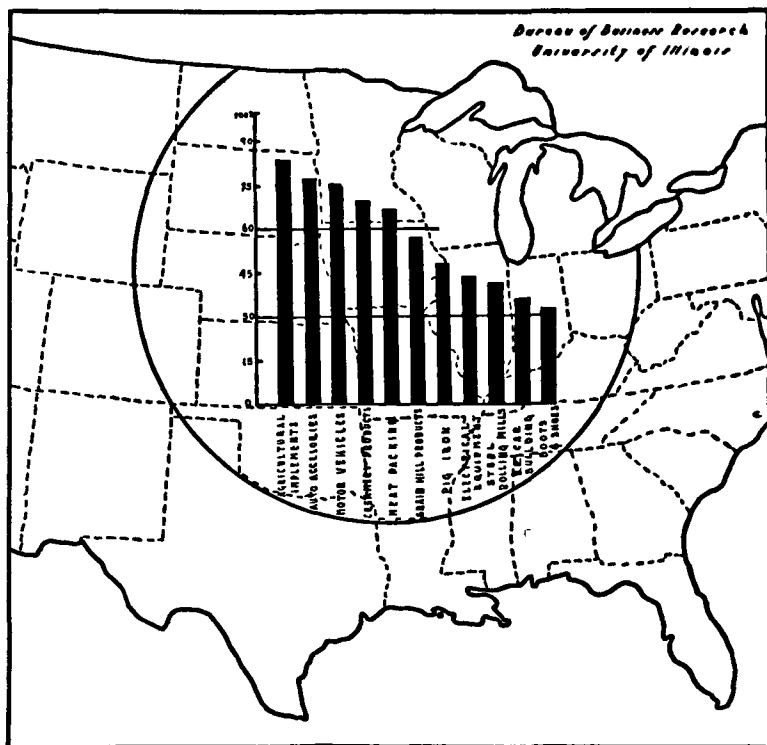 Bureau of Business Research
University of Illinois
90
75
60
45
30
15
0
AGRICULTURAL
IMPLEMENTS
AUTO ACCESSORIES
MOTOR VEHICLES
PRODUCTS
MEAT PACKING
GRAIN MILL PRODUCTS
PIG IRON
ELECTRICAL
EQUIPMENT
STEEL
ROLLING MILLS
CAR
BUILDING
BOOTS
SHOES